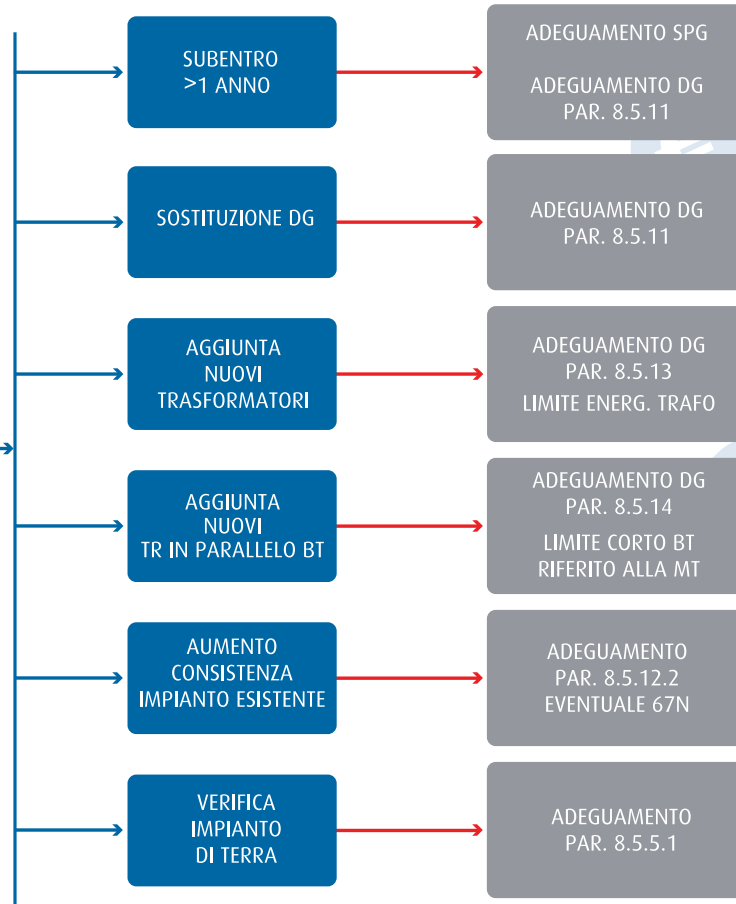 SUBENTRO
>1 ANNO
ADEGUAMENTO SPG
ADEGUAMENTO DG
PAR. 8.5.11
SOSTITUZIONE DG
ADEGUAMENTO DG
PAR. 8.5.11
AGGIUNTA
NUOVI
TRASFORMATORI
ADEGUAMENTO DG
PAR. 8.5.13
LIMITE ENERG. TRAFO
AGGIUNTA
NUOVI
TR IN PARALLELO BT
ADEGUAMENTO DG
PAR. 8.5.14
LIMITE CORTO BT
RIFERITO ALLA MT
AUMENTO
CONSISTENZA
IMPIANTO ESISTENTE
ADEGUAMENTO
PAR. 8.5.12.2
EVENTUALE 67N
VERIFICA
IMPIANTO
DI TERRA
ADEGUAMENTO
PAR. 8.5.5.1